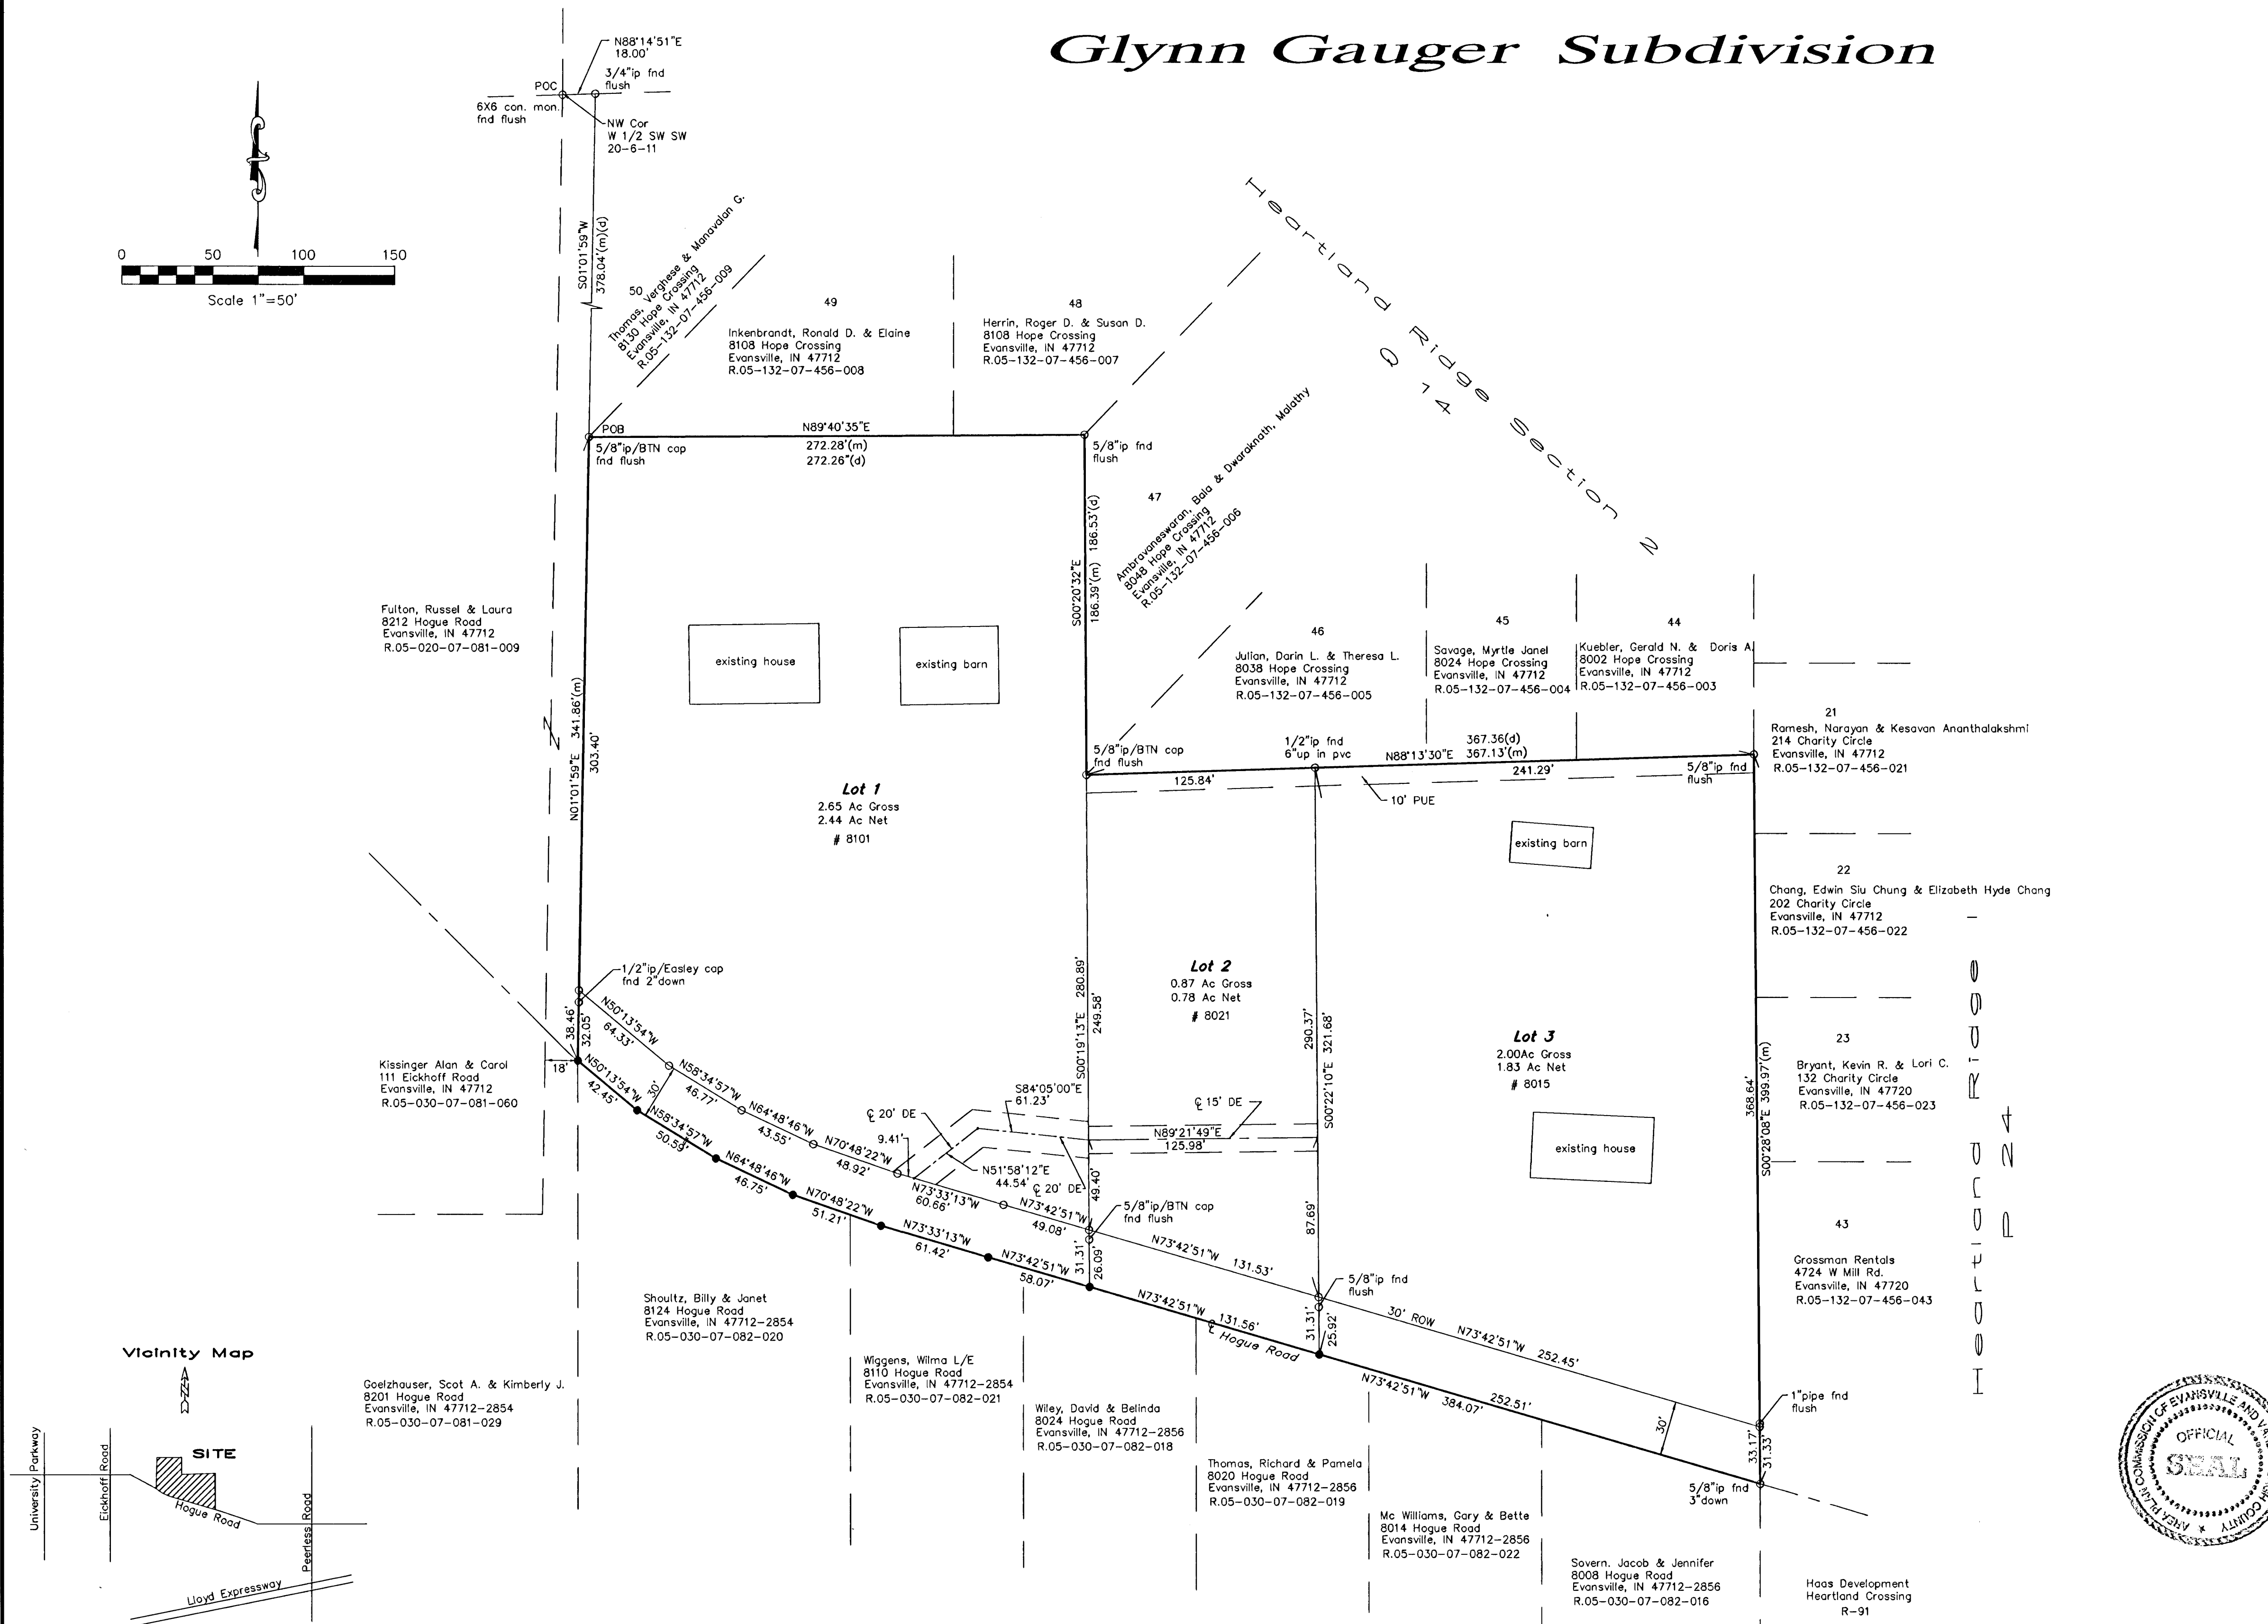 Glynn Gauger Subdivision
N88°14'51"E
18.00'
3/4"ip fnd
flush
POC
6X6 con. mon.
fnd flush
NW Cor
W 1/2 SW SW
20-6-11
0 50 100 150
Scale 1"=50'
S01°01'59"W
378.04'(m)(d)
50
Thomas, Verghese & Manavalan G.
8130 Hope Crossing
Evansville, IN 47712
R.05-132-07-456-009
49
Inkenbrandt, Ronald D. & Elaine
8108 Hope Crossing
Evansville, IN 47712
R.05-132-07-456-008
48
Herrin, Roger D. & Susan D.
8108 Hope Crossing
Evansville, IN 47712
R.05-132-07-456-007
Heartland Ridge Section 2
Q 14
POB
5/8"ip/BTN cap
fnd flush
N89°40'35"E
272.28'(m)
272.26"(d)
5/8"ip fnd
flush
S00°20'32"E
186.39'(m) 186.53'(d)
47
Ambravaneswaran, Bala & Dwaraknath, Malathy
8048 Hope Crossing
Evansville, IN 47712
R.05-132-07-456-006
Fulton, Russel & Laura
8212 Hogue Road
Evansville, IN 47712
R.05-020-07-081-009
existing house
existing barn
46
Julian, Darin L. & Theresa L.
8038 Hope Crossing
Evansville, IN 47712
R.05-132-07-456-005
45
Savage, Myrtle Janel
8024 Hope Crossing
Evansville, IN 47712
R.05-132-07-456-004
44
Kuebler, Gerald N. & Doris A.
8002 Hope Crossing
Evansville, IN 47712
R.05-132-07-456-003
21
Ramesh, Narayan & Kesavan Ananthalakshmi
214 Charity Circle
Evansville, IN 47712
R.05-132-07-456-021
N01°01'59"E 341.86'(m)
303.40'
5/8"ip/BTN cap
fnd flush
1/2"ip fnd
6"up in pvc
367.36(d)
N88°13'30"E 367.13'(m)
125.84'
241.29'
5/8"ip fnd
flush
10' PUE
Lot 1
2.65 Ac Gross
2.44 Ac Net
# 8101
existing barn
22
Chang, Edwin Siu Chung & Elizabeth Hyde Chang
202 Charity Circle
Evansville, IN 47712
R.05-132-07-456-022
1/2"ip/Easley cap
fnd 2"down
Lot 2
0.87 Ac Gross
0.78 Ac Net
# 8021
S00°19'13"E 280.89'
249.58'
290.37'
S00°22'10"E 321.68'
Lot 3
2.00Ac Gross
1.83 Ac Net
# 8015
368.64'
S00°28'08"E 399.97'(m)
23
Bryant, Kevin R. & Lori C.
132 Charity Circle
Evansville, IN 47720
R.05-132-07-456-023
Heartland Ridge I
P 24
38.46'
32.05'
18'
Kissinger Alan & Carol
111 Eickhoff Road
Evansville, IN 47712
R.05-030-07-081-060
N50°13'54"W
64.33'
N58°34'57"W
46.77'
N64°48'46"W
43.55'
N70°48'22"W
48.92'
N73°33'13"W
60.66'
N73°42'51"W
49.08'
N50°13'54"W
42.45'
30'
N58°34'57"W
50.59'
N64°48'46"W
46.75'
N70°48'22"W
51.21'
N73°33'13"W
61.42'
N73°42'51"W
58.07'
S84°05'00"E
61.23'
℄ 20' DE
9.41'
N51°58'12"E
44.54'
℄ 20' DE
℄ 15' DE
N89°21'49"E
125.98'
49.40'
87.69'
existing house
5/8"ip/BTN cap
fnd flush
31.31'
26.09'
N73°42'51"W 131.53'
N73°42'51"W 131.56'
℄ Hogue Road
5/8"ip fnd
flush
31.31'
25.92'
30' ROW N73°42'51"W 252.45'
252.51'
N73°42'51"W 384.07'
30'
1"pipe fnd
flush
33.17'
31.33'
5/8"ip fnd
3"down
43
Grossman Rentals
4724 W Mill Rd.
Evansville, IN 47720
R.05-132-07-456-043
Shoultz, Billy & Janet
8124 Hogue Road
Evansville, IN 47712-2854
R.05-030-07-082-020
Goelzhauser, Scot A. & Kimberly J.
8201 Hogue Road
Evansville, IN 47712-2854
R.05-030-07-081-029
Wiggens, Wilma L/E
8110 Hogue Road
Evansville, IN 47712-2854
R.05-030-07-082-021
Wiley, David & Belinda
8024 Hogue Road
Evansville, IN 47712-2856
R.05-030-07-082-018
Thomas, Richard & Pamela
8020 Hogue Road
Evansville, IN 47712-2856
R.05-030-07-082-019
Mc Williams, Gary & Bette
8014 Hogue Road
Evansville, IN 47712-2856
R.05-030-07-082-022
Sovern. Jacob & Jennifer
8008 Hogue Road
Evansville, IN 47712-2856
R.05-030-07-082-016
Haas Development
Heartland Crossing
R-91
Vicinity Map
N
SITE
University Parkway
Eickhoff Road
Hogue Road
Peerless Road
Lloyd Expressway
AREA PLAN COMMISSION OF EVANSVILLE AND
COUNTY
OFFICIAL
SEAL